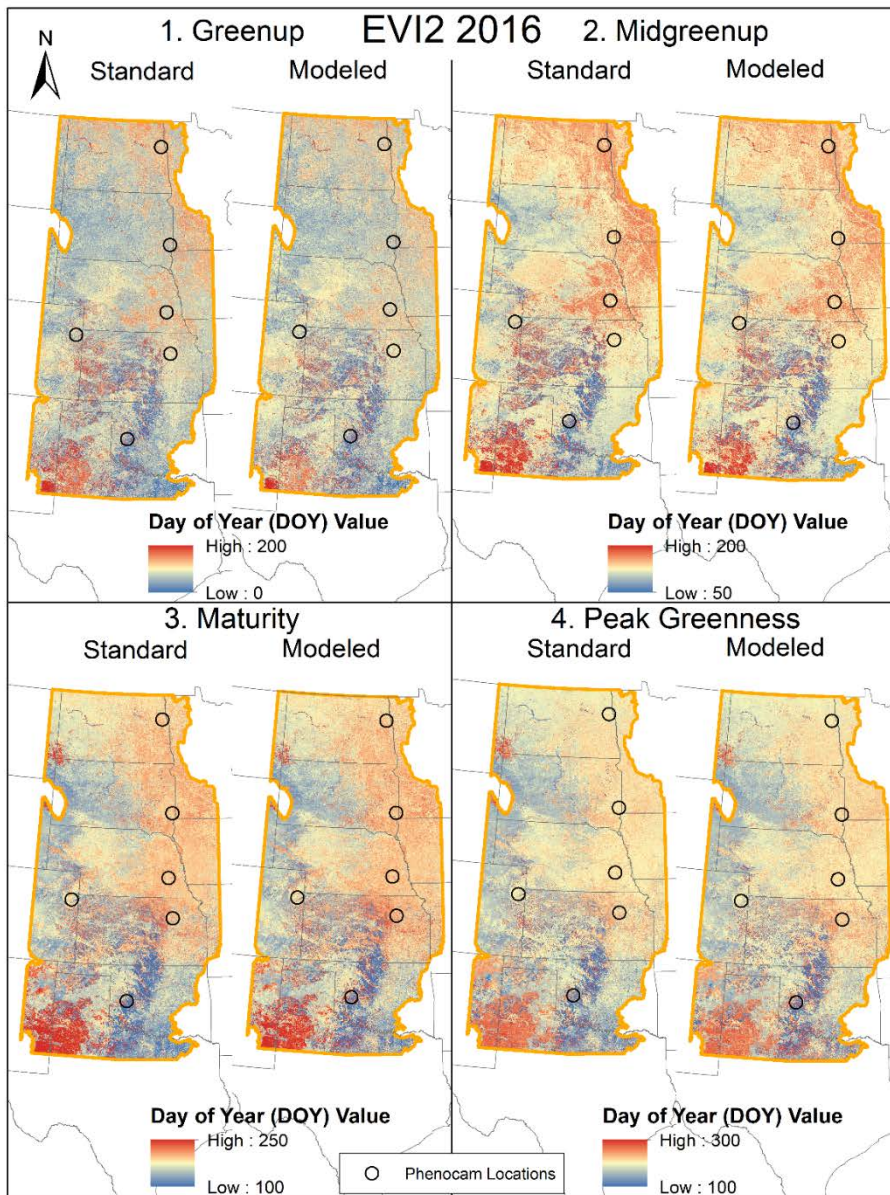 1. Greenup EVI2 2016 2. Midgreenup
N
Standard Modeled Standard Modeled
Day of Year (DOY) Value Day of Year (DOY) Value
High : 200 High : 200
Low : 0 Low : 50
3. Maturity 4. Peak Greenness
Standard Modeled Standard Modeled
Day of Year (DOY) Value Day of Year (DOY) Value
High : 250 High : 300
Low : 100 Low : 100
Phenocam Locations